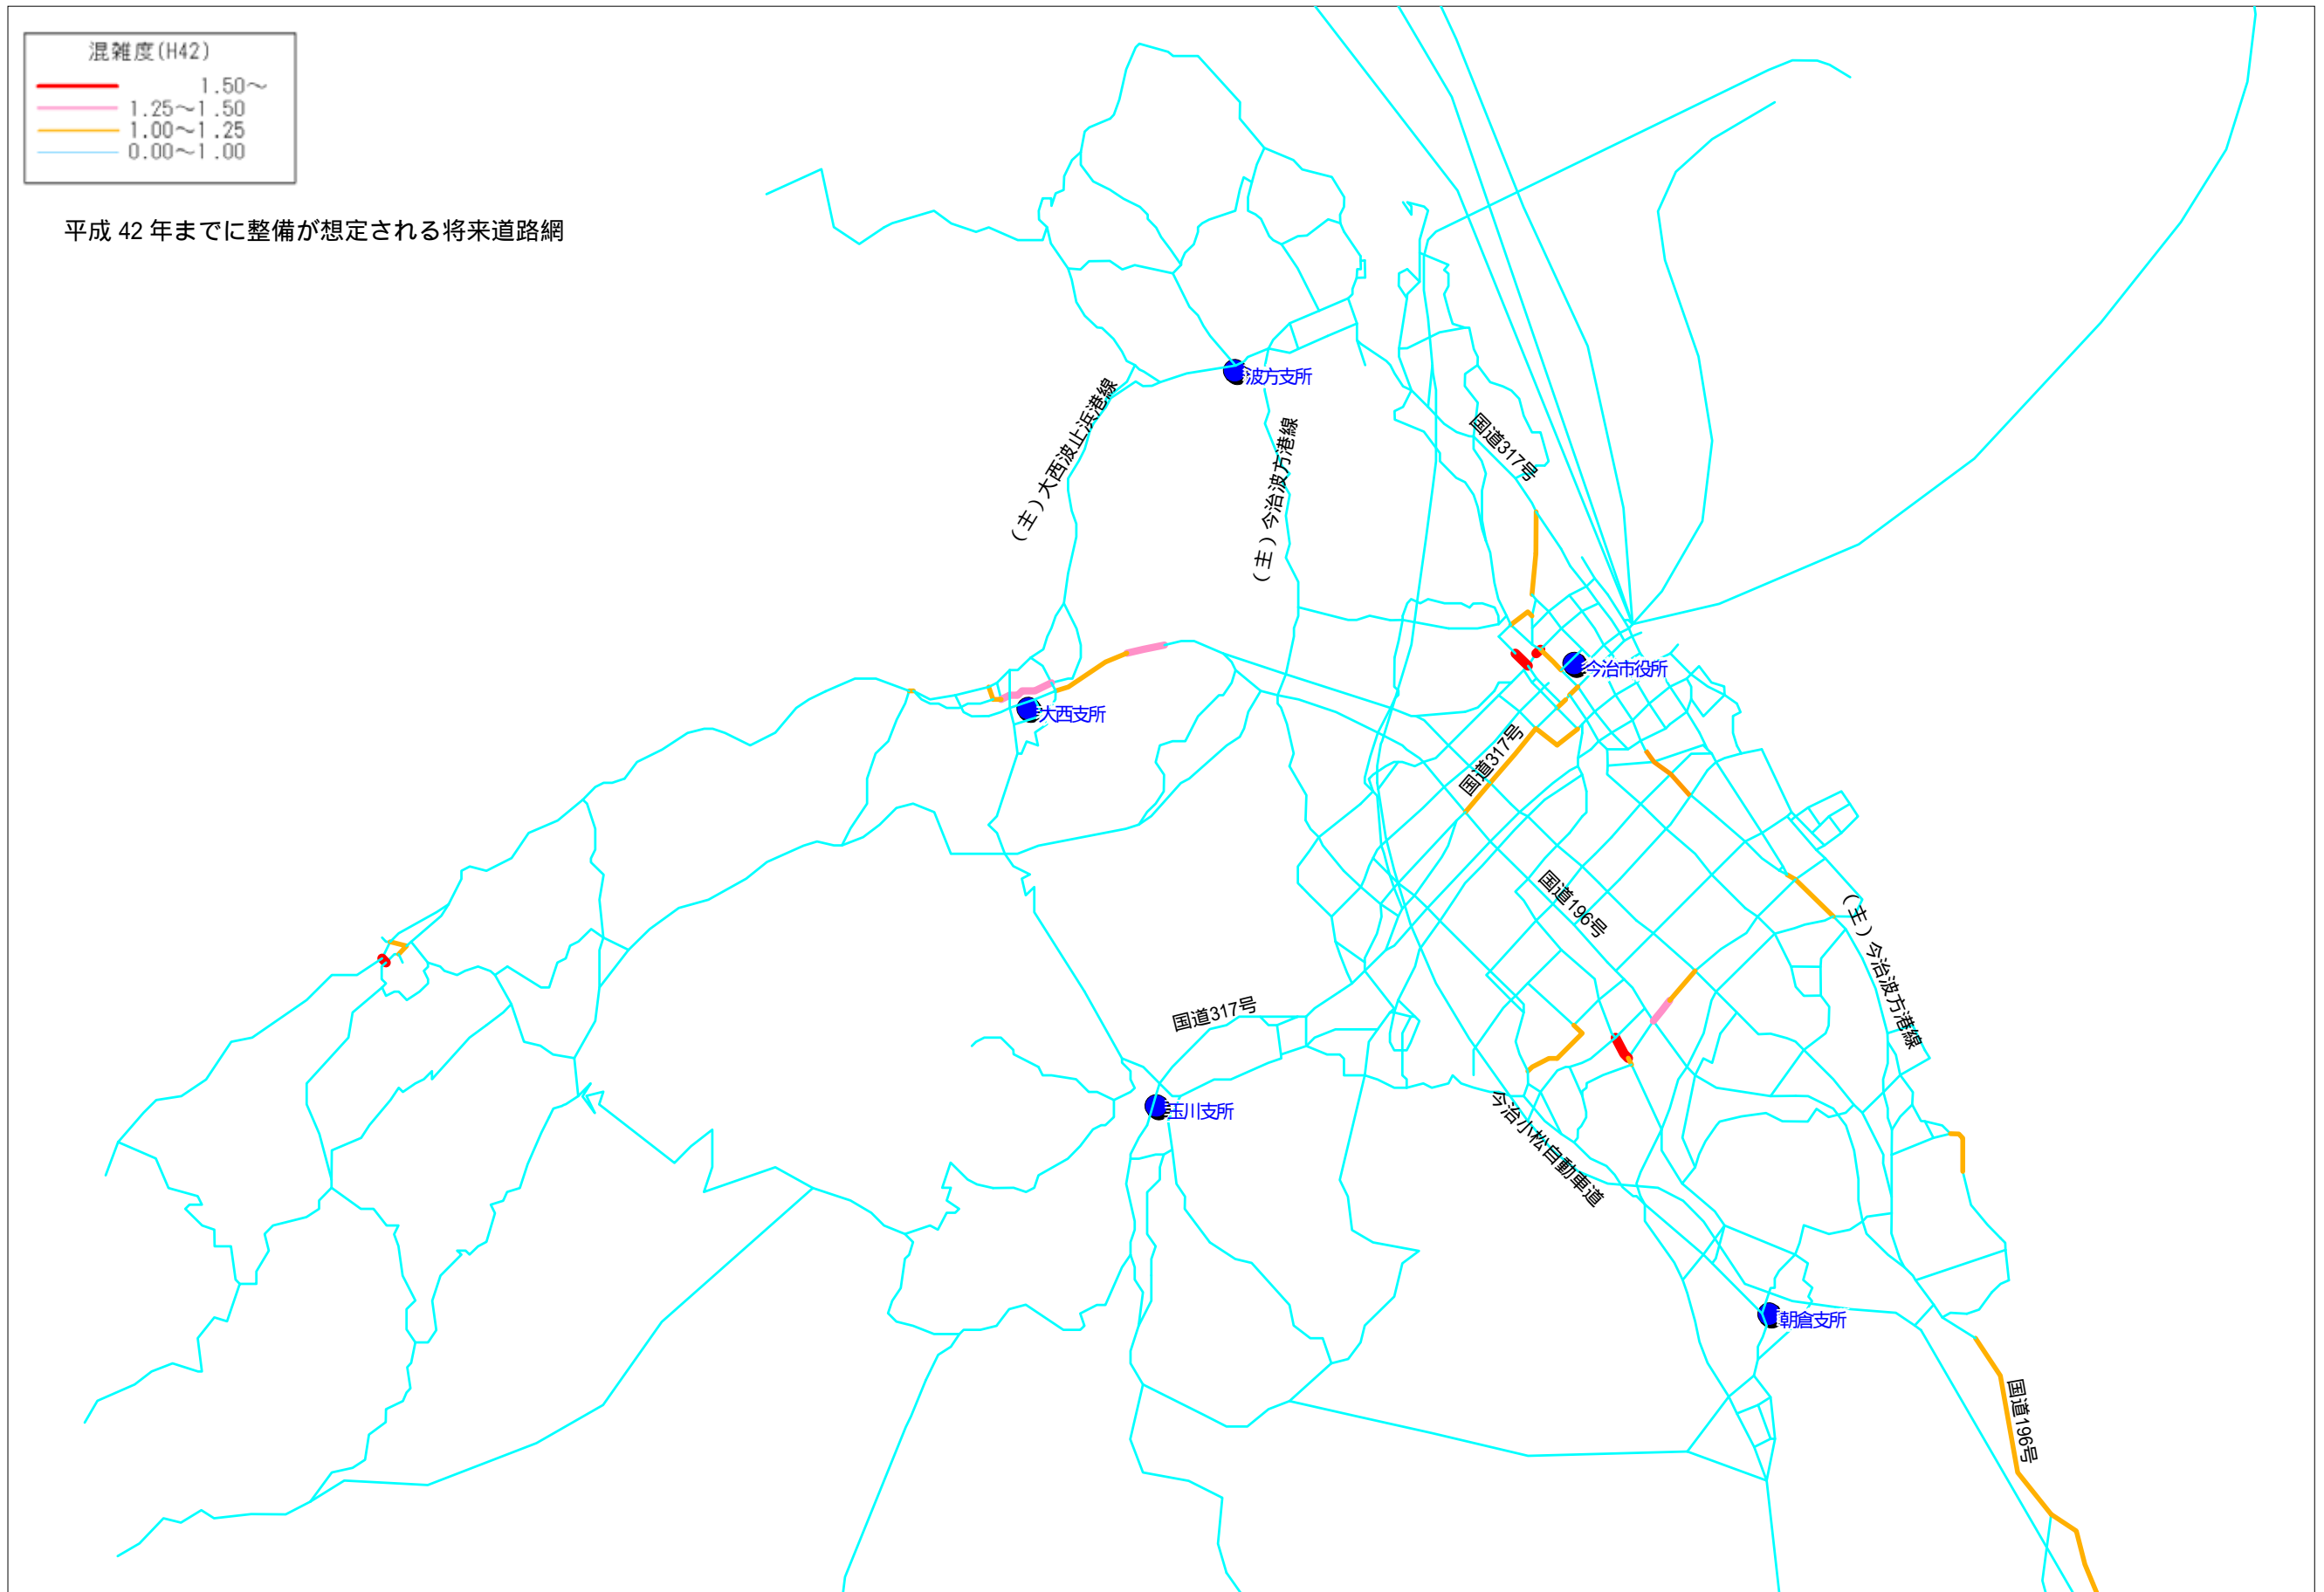 混雑度(H42)
1.50～
1.25～1.50
1.00～1.25
0.00～1.00
平成 42 年までに整備が想定される将来道路網
波方支所
(主)大西波止浜港線
(主)今治波方港線
国道317号
今治市役所
大西支所
国道317号
国道196号
(主)今治波方港線
国道317号
玉川支所
今治小松自動車道
朝倉支所
国道196号